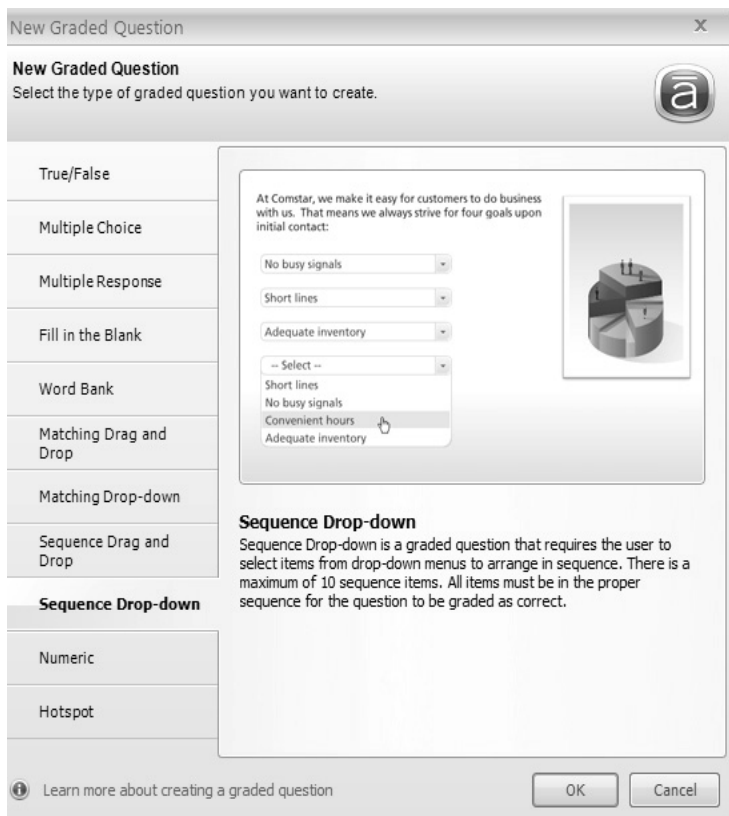 New Graded Question
X
New Graded Question
Select the type of graded question you want to create.
ā
True/False
Multiple Choice
Multiple Response
Fill in the Blank
Word Bank
Matching Drag and
Drop
Matching Drop-down
Sequence Drag and
Drop
Sequence Drop-down
Numeric
Hotspot
At Comstar, we make it easy for customers to do business
with us. That means we always strive for four goals upon
initial contact:
No busy signals
Short lines
Adequate inventory
-- Select --
Short lines
No busy signals
Convenient hours
Adequate inventory
Sequence Drop-down
Sequence Drop-down is a graded question that requires the user to
select items from drop-down menus to arrange in sequence. There is a
maximum of 10 sequence items. All items must be in the proper
sequence for the question to be graded as correct.
Learn more about creating a graded question
OK
Cancel